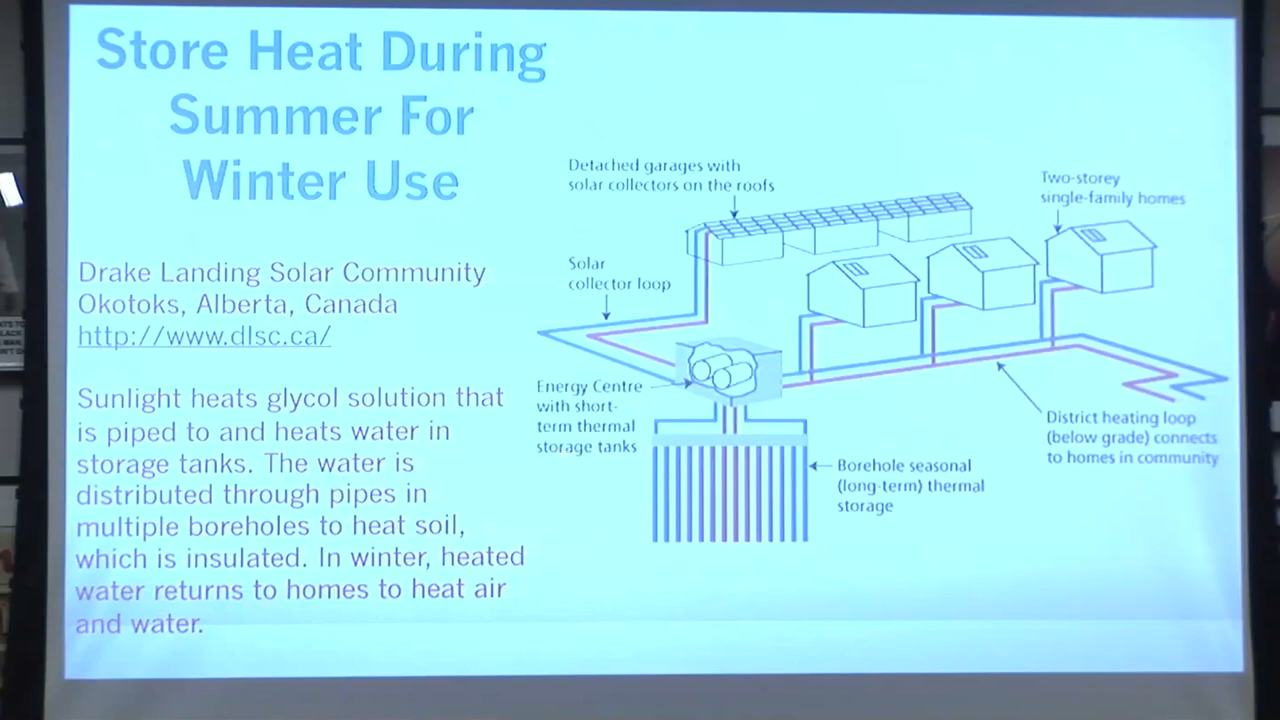 Store Heat During
Summer For
Winter Use
Drake Landing Solar Community
Okotoks, Alberta, Canada
http://www.dlsc.ca/
Sunlight heats glycol solution that
is piped to and heats water in
storage tanks. The water is
distributed through pipes in
multiple boreholes to heat soil,
which is insulated. In winter, heated
water returns to homes to heat air
and water.
Detached garages with
solar collectors on the roofs
Two-storey
single-family homes
Solar
collector loop
Energy Centre
with short-
term thermal
storage tanks
District heating loop
(below grade) connects
to homes in community
Borehole seasonal
(long-term) thermal
storage